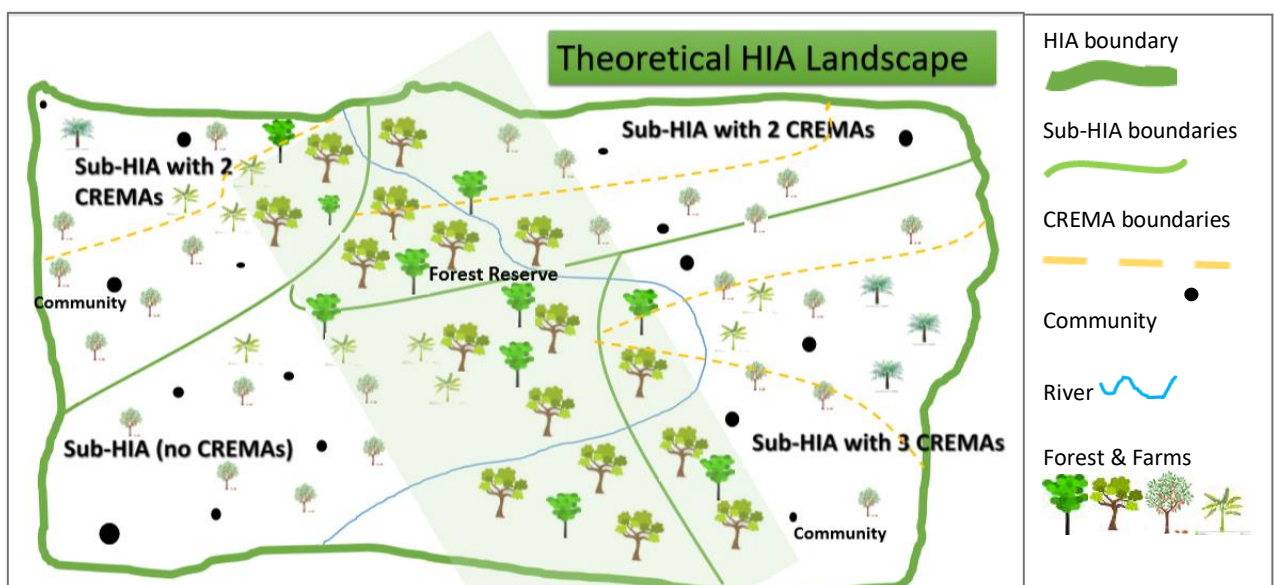 Theoretical HIA Landscape
Sub-HIA with 2
CREMAs
Sub-HIA with 2 CREMAs
Forest Reserve
Community
Sub-HIA (no CREMAs)
Sub-HIA with 3 CREMAs
Community
HIA boundary
Sub-HIA boundaries
CREMA boundaries
Community
River
Forest & Farms